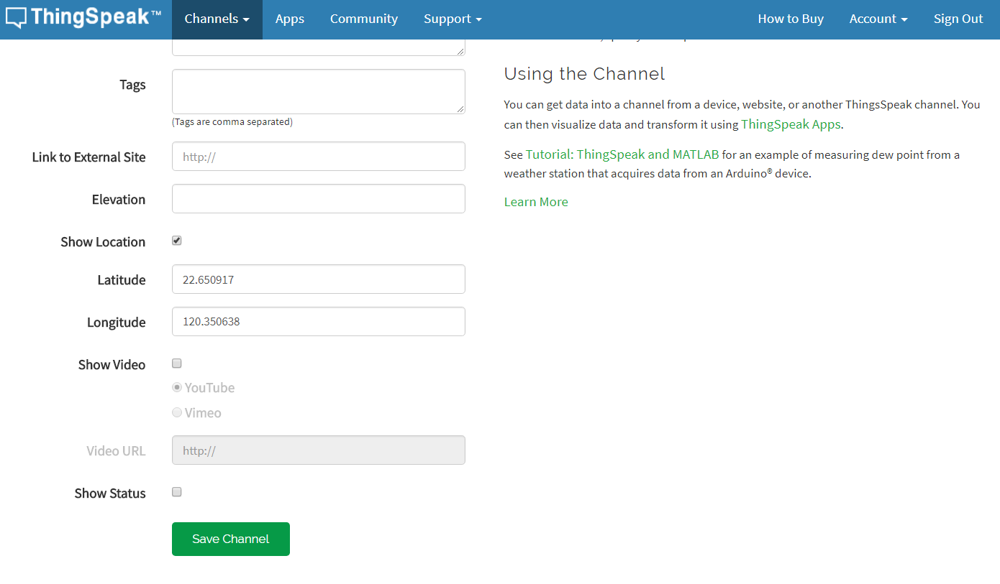 ThingSpeak™
Channels
Apps
Community
Support
How to Buy
Account
Sign Out
Tags
(Tags are comma separated)
Link to External Site
http://
Elevation
Show Location
Latitude
22.650917
Longitude
120.350638
Show Video
YouTube
Vimeo
Video URL
http://
Show Status
Save Channel
Using the Channel
You can get data into a channel from a device, website, or another ThingsSpeak channel. You
can then visualize data and transform it using ThingSpeak Apps.
See Tutorial: ThingSpeak and MATLAB for an example of measuring dew point from a
weather station that acquires data from an Arduino® device.
Learn More